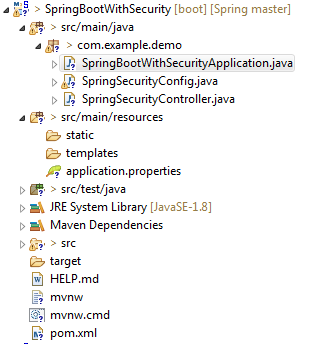 > SpringBootWithSecurity [boot] [Spring master]
> src/main/java
> com.example.demo
SpringBootWithSecurityApplication.java
SpringSecurityConfig.java
SpringSecurityController.java
> src/main/resources
static
templates
application.properties
> src/test/java
JRE System Library [JavaSE-1.8]
Maven Dependencies
> src
target
HELP.md
mvnw
mvnw.cmd
pom.xml